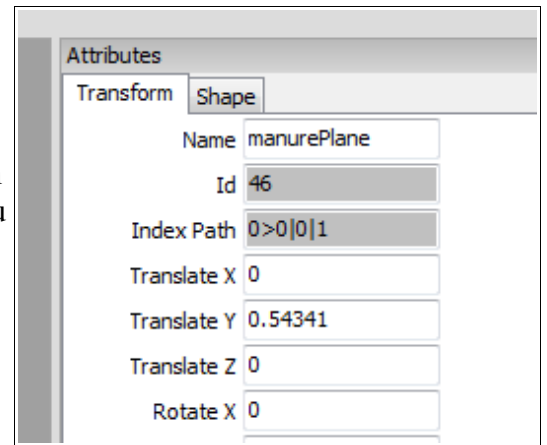 Attributes
Transform Shape
Name manurePlane
Id 46
Index Path 0>0|0|1
Translate X 0
Translate Y 0.54341
Translate Z 0
Rotate X 0